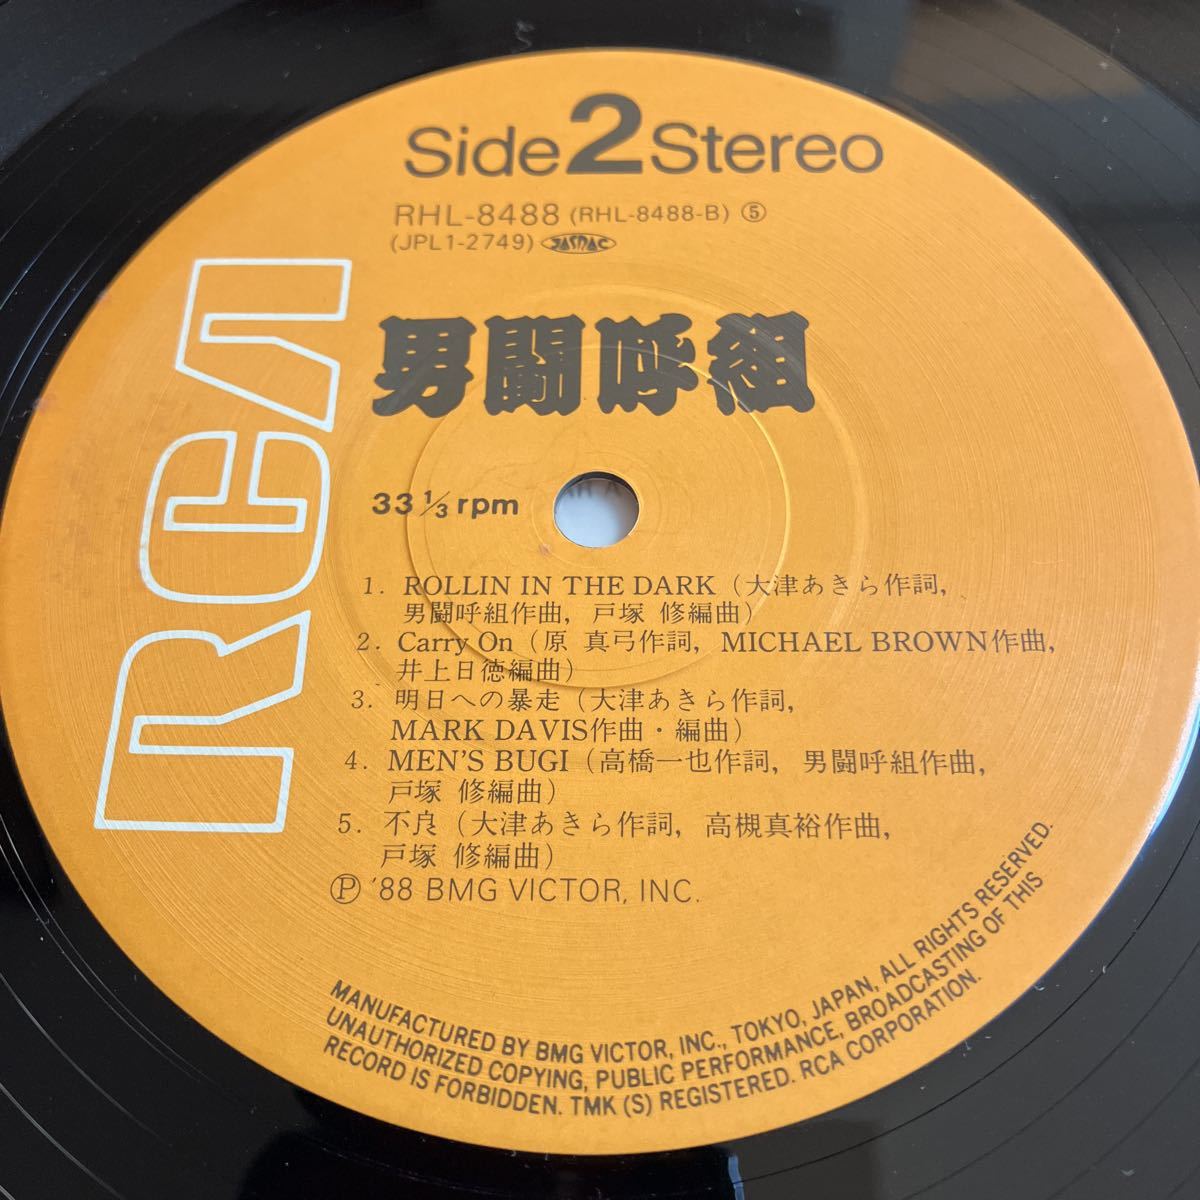 Side 2 Stereo
RHL-8488 (RHL-8488-B) ⑤
(JPL1-2749) JASRAC
RCA
男闘呼組
33 1/3 rpm
1. ROLLIN IN THE DARK（大津あきら作詞,
男闘呼組作曲, 戸塚 修編曲）
2. Carry On（原 真弓作詞, MICHAEL BROWN作曲,
井上日徳編曲）
3. 明日への暴走（大津あきら作詞,
MARK DAVIS作曲・編曲）
4. MEN'S BUGI（高橋一也作詞, 男闘呼組作曲,
戸塚 修編曲）
5. 不良（大津あきら作詞, 高槻真裕作曲,
戸塚 修編曲）
Ⓟ '88 BMG VICTOR, INC.
MANUFACTURED BY BMG VICTOR, INC., TOKYO, JAPAN, ALL RIGHTS RESERVED.
UNAUTHORIZED COPYING, PUBLIC PERFORMANCE, BROADCASTING OF THIS
RECORD IS FORBIDDEN. TMK (S) REGISTERED. RCA CORPORATION.